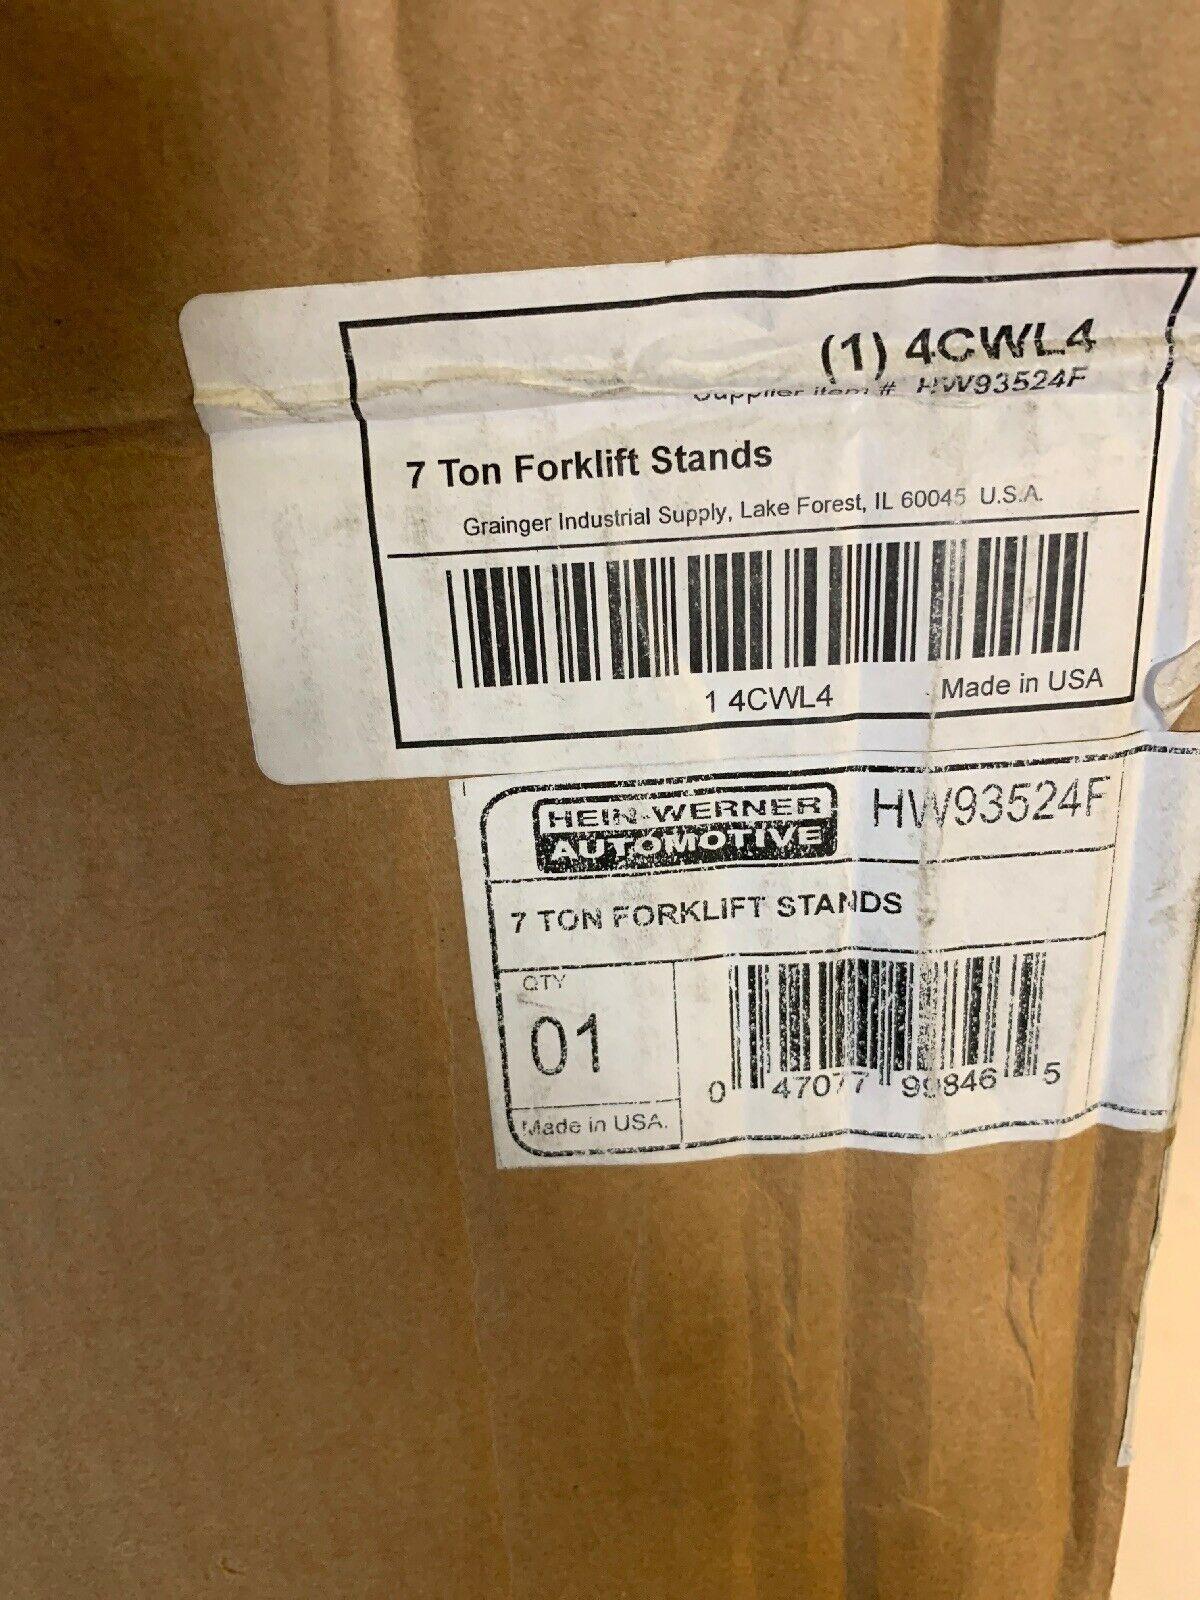 (1) 4CWL4
Supplier item # HW93524F
7 Ton Forklift Stands
Grainger Industrial Supply, Lake Forest, IL 60045 U.S.A.
1 4CWL4 Made in USA
HEIN-WERNER
AUTOMOTIVE
HW93524F
7 TON FORKLIFT STANDS
QTY
01
0 47077 99846 5
Made in USA.